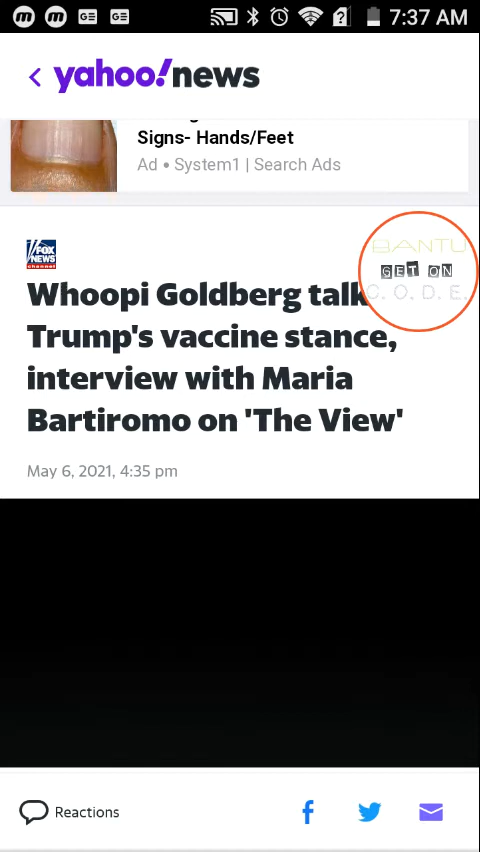 7:37 AM
yahoo!news
Signs- Hands/Feet
Ad • System1 | Search Ads
FOX
NEWS
channel
BANTU
GET ON
C.O.D.E.
Whoopi Goldberg talk
Trump's vaccine stance,
interview with Maria
Bartiromo on 'The View'
May 6, 2021, 4:35 pm
Reactions